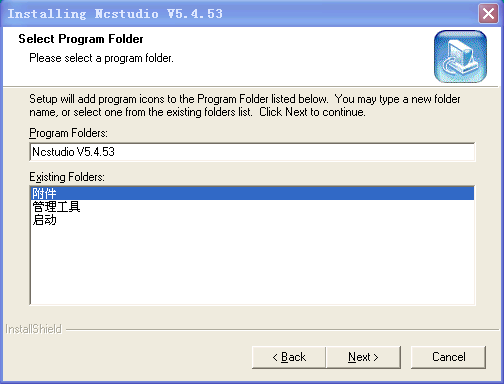 Installing Ncstudio V5.4.53
Select Program Folder
Please select a program folder.
Setup will add program icons to the Program Folder listed below. You may type a new folder
name, or select one from the existing folders list. Click Next to continue.
Program Folders:
Ncstudio V5.4.53
Existing Folders:
附件
管理工具
启动
InstallShield
< Back
Next >
Cancel